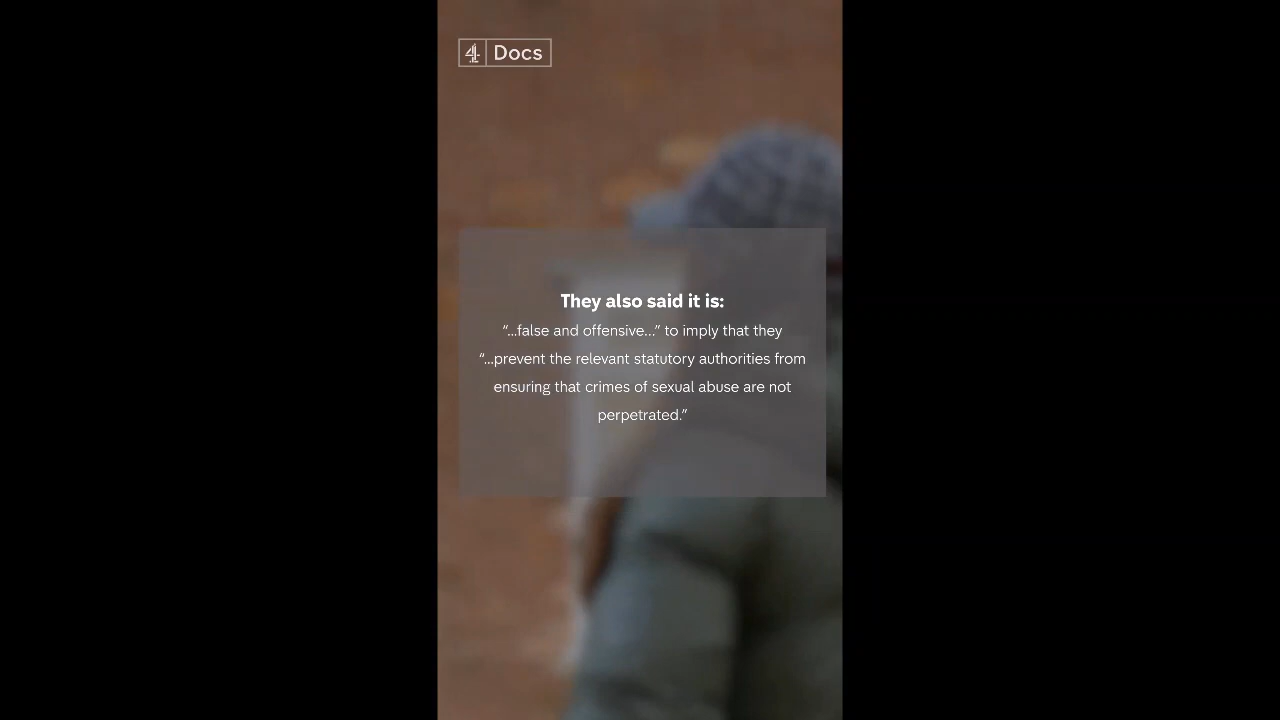 4 Docs
They also said it is:
“...false and offensive...” to imply that they
“...prevent the relevant statutory authorities from
ensuring that crimes of sexual abuse are not
perpetrated.”